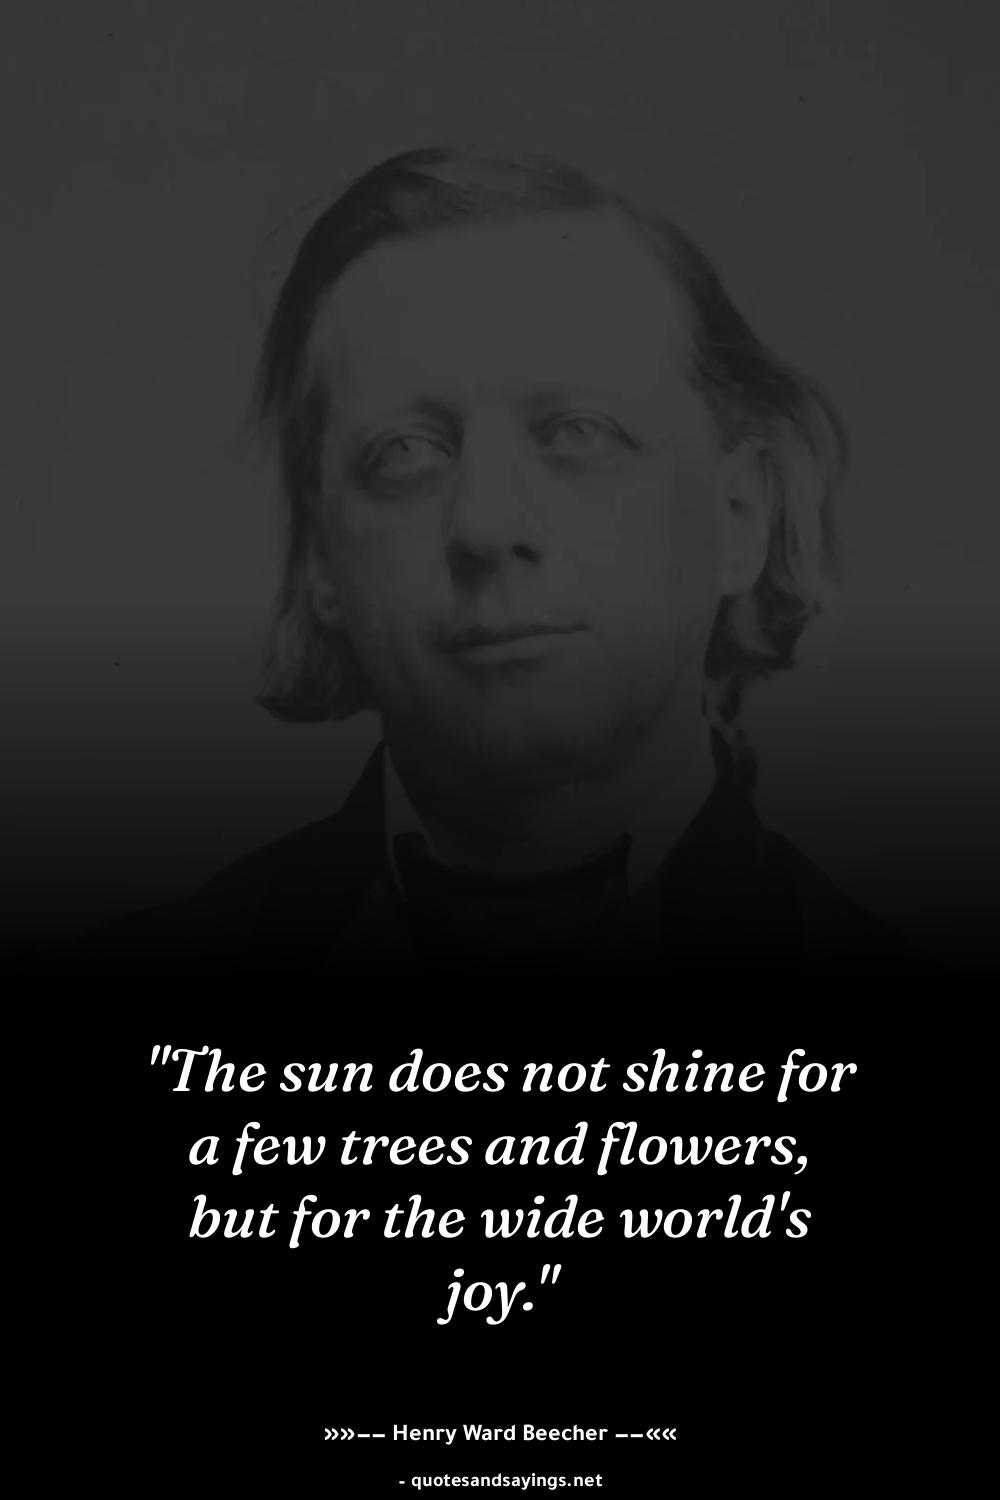 "The sun does not shine for
a few trees and flowers,
but for the wide world's
joy."
»»−− Henry Ward Beecher −−««
- quotesandsayings.net